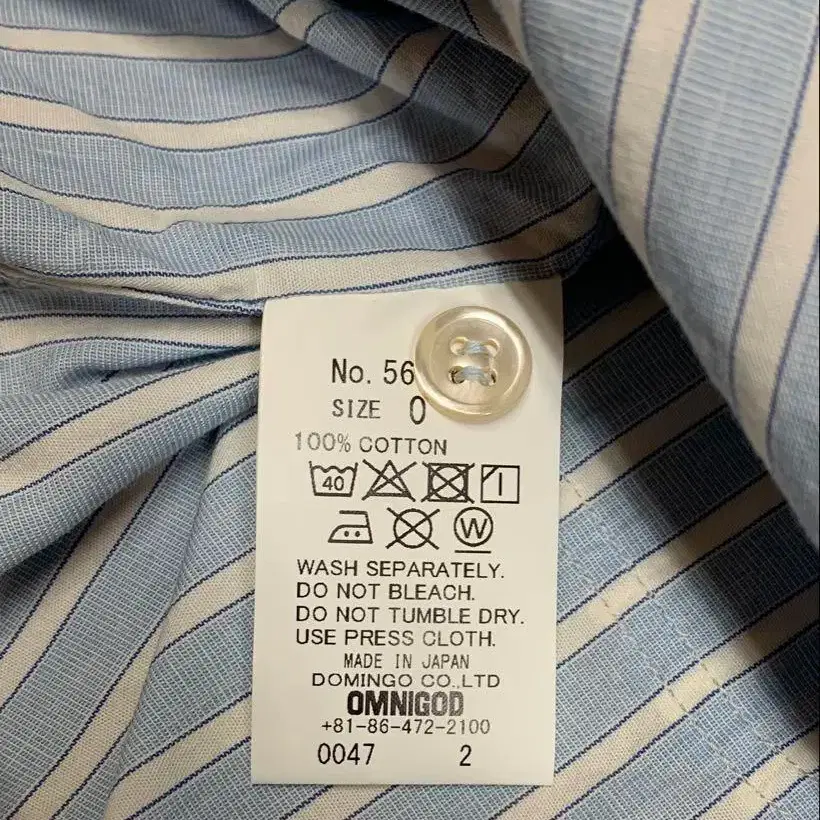 No. 56
SIZE 0
100% COTTON
40
W
WASH SEPARATELY.
DO NOT BLEACH.
DO NOT TUMBLE DRY.
USE PRESS CLOTH.
MADE IN JAPAN
DOMINGO CO.,LTD
OMNIGOD
+81-86-472-2100
0047 2